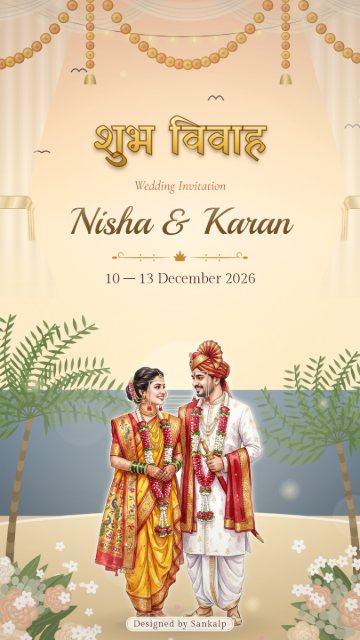 शुभ विवाह
Wedding Invitation
Nisha & Karan
10 — 13 December 2026
Designed by Sankalp